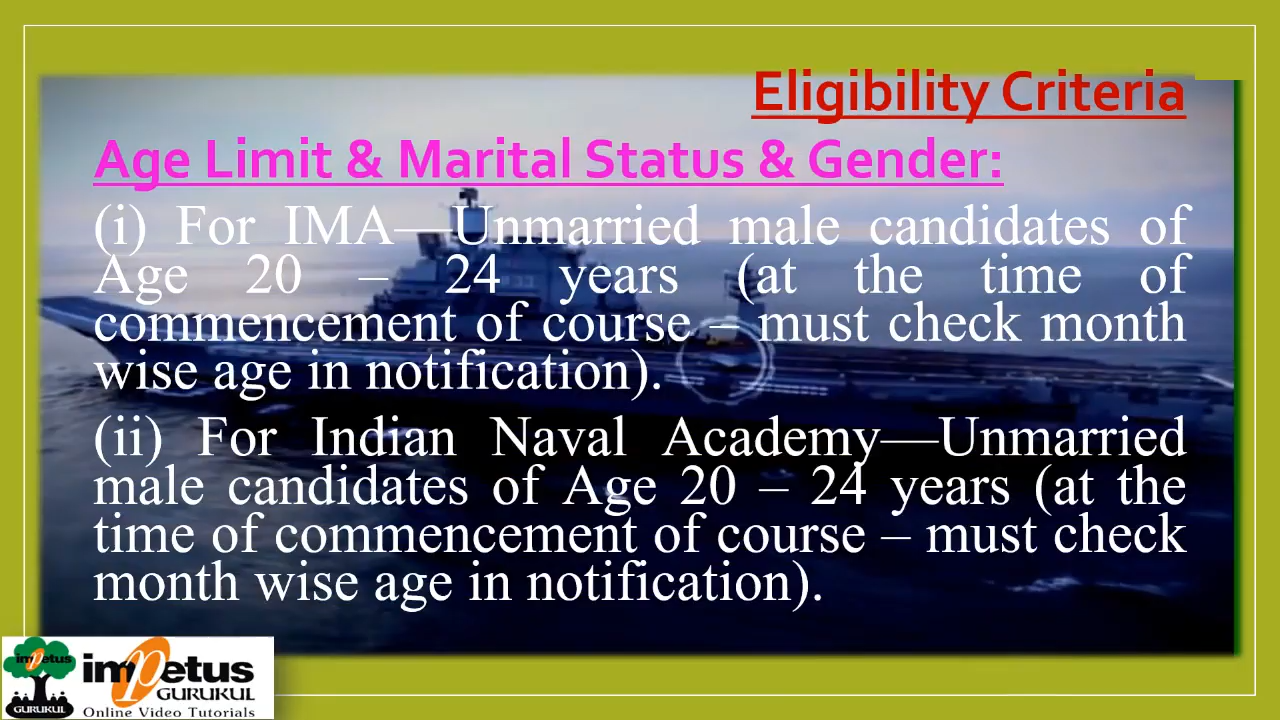 Eligibility Criteria
Age Limit & Marital Status & Gender:
(i) For IMA—Unmarried male candidates of
Age 20 – 24 years (at the time of
commencement of course – must check month
wise age in notification).
(ii) For Indian Naval Academy—Unmarried
male candidates of Age 20 – 24 years (at the
time of commencement of course – must check
month wise age in notification).
impetus
GURUKUL
impetus
GURUKUL
Online Video Tutorials